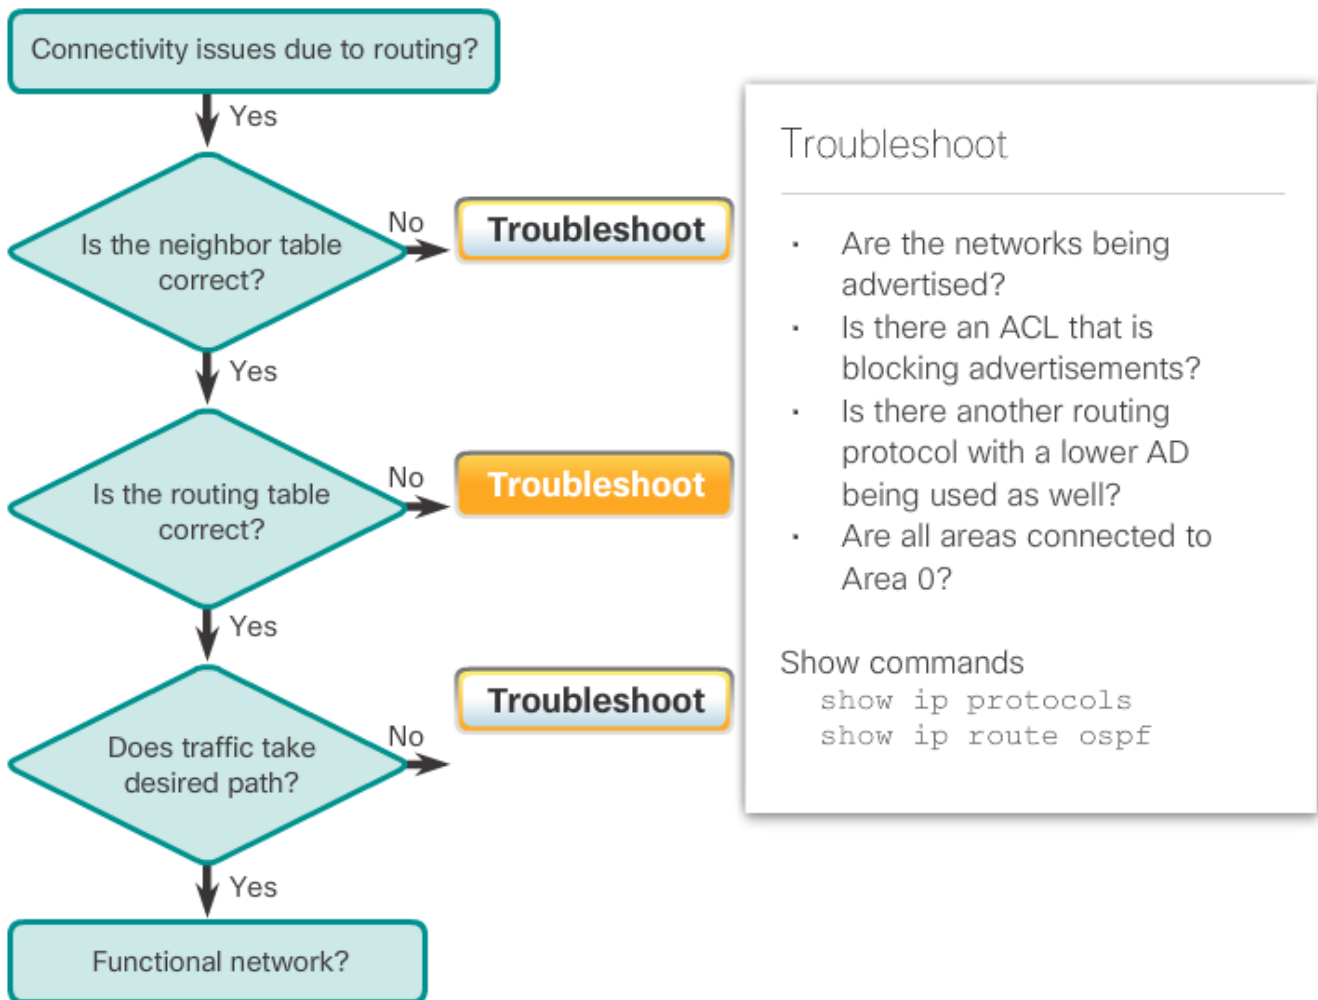 Connectivity issues due to routing?
Yes
Is the neighbor table
correct?
No
Troubleshoot
Yes
Is the routing table
correct?
No
Troubleshoot
Yes
Does traffic take
desired path?
No
Troubleshoot
Yes
Functional network?
Troubleshoot
· Are the networks being
advertised?
· Is there an ACL that is
blocking advertisements?
· Is there another routing
protocol with a lower AD
being used as well?
· Are all areas connected to
Area 0?
Show commands
show ip protocols
show ip route ospf